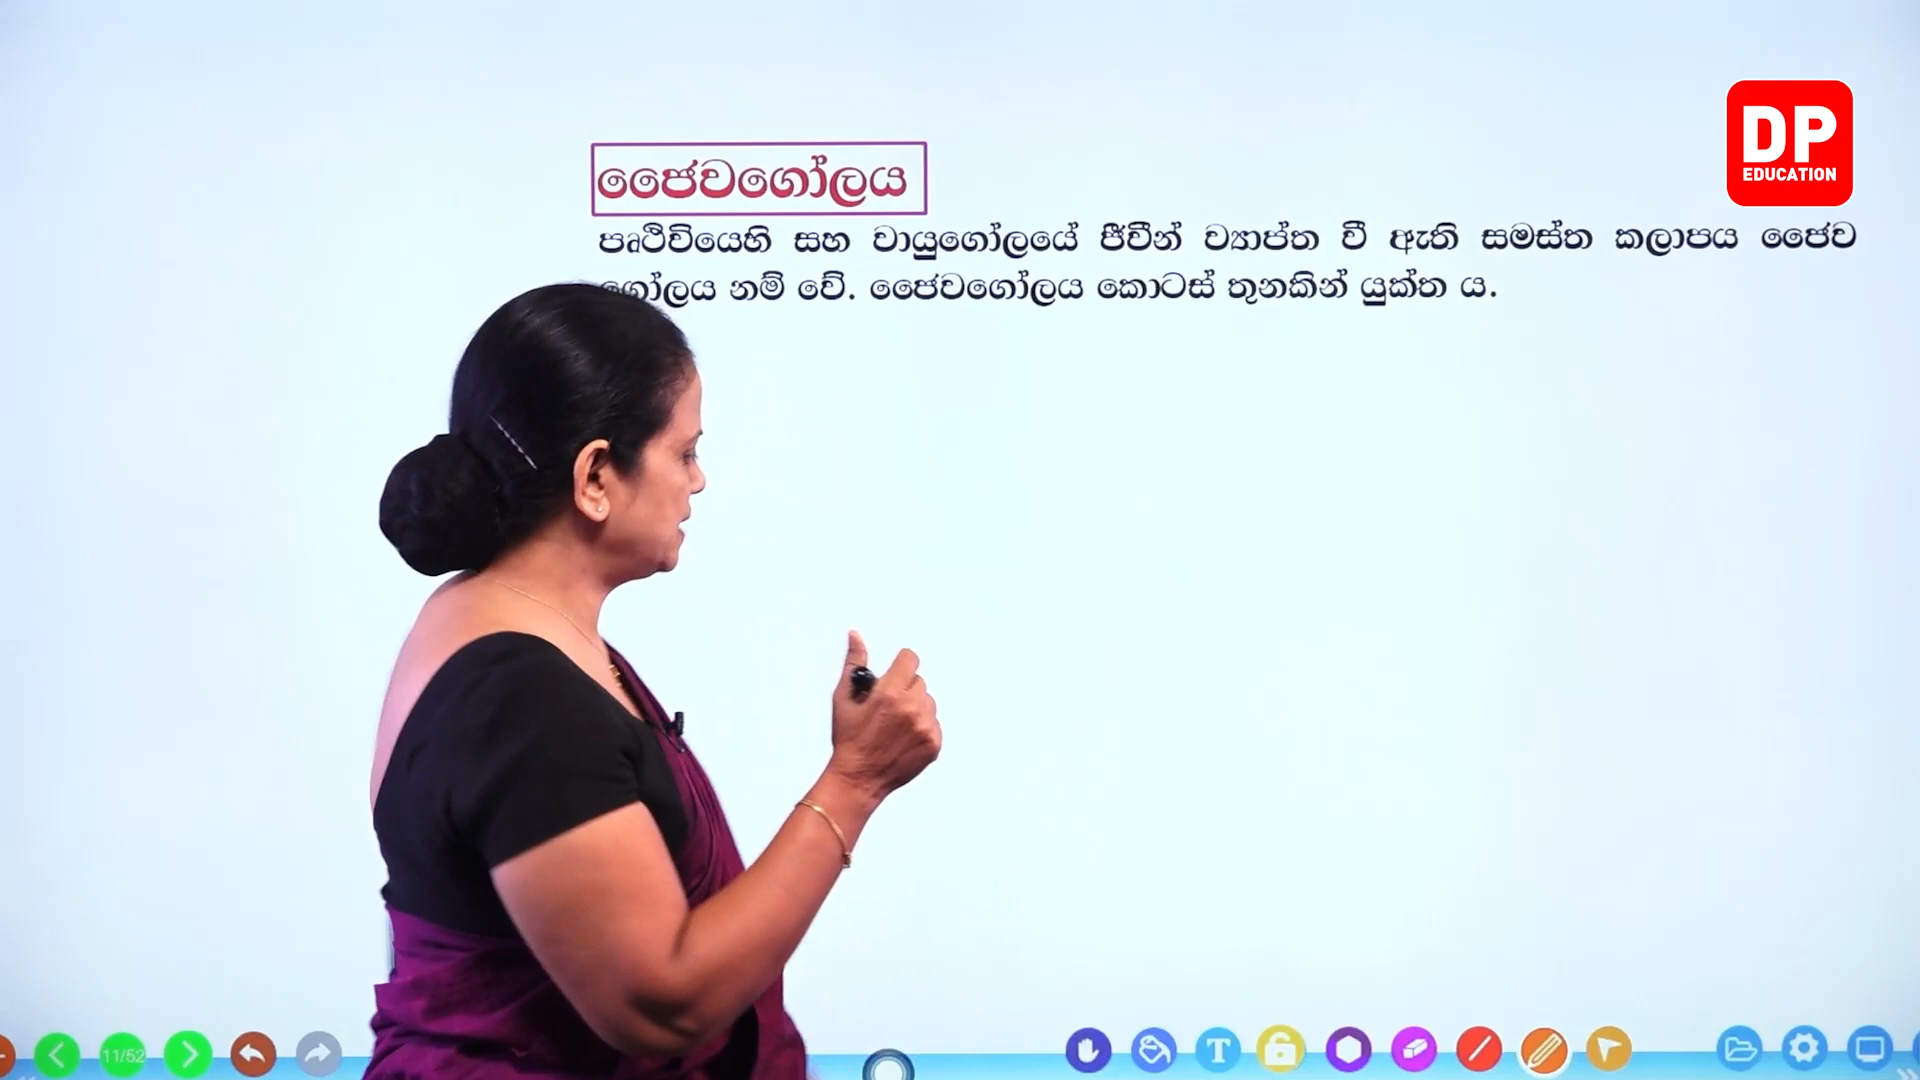 DP
EDUCATION
ජෛවගෝලය
පෘථිවියෙහි සහ වායුගෝලයේ ජීවීන් ව්‍යාප්ත වී ඇති සමස්ත කලාපය ජෛව
ගෝලය නම් වේ. ජෛවගෝලය කොටස් තුනකින් යුක්ත ය.
11/52
T